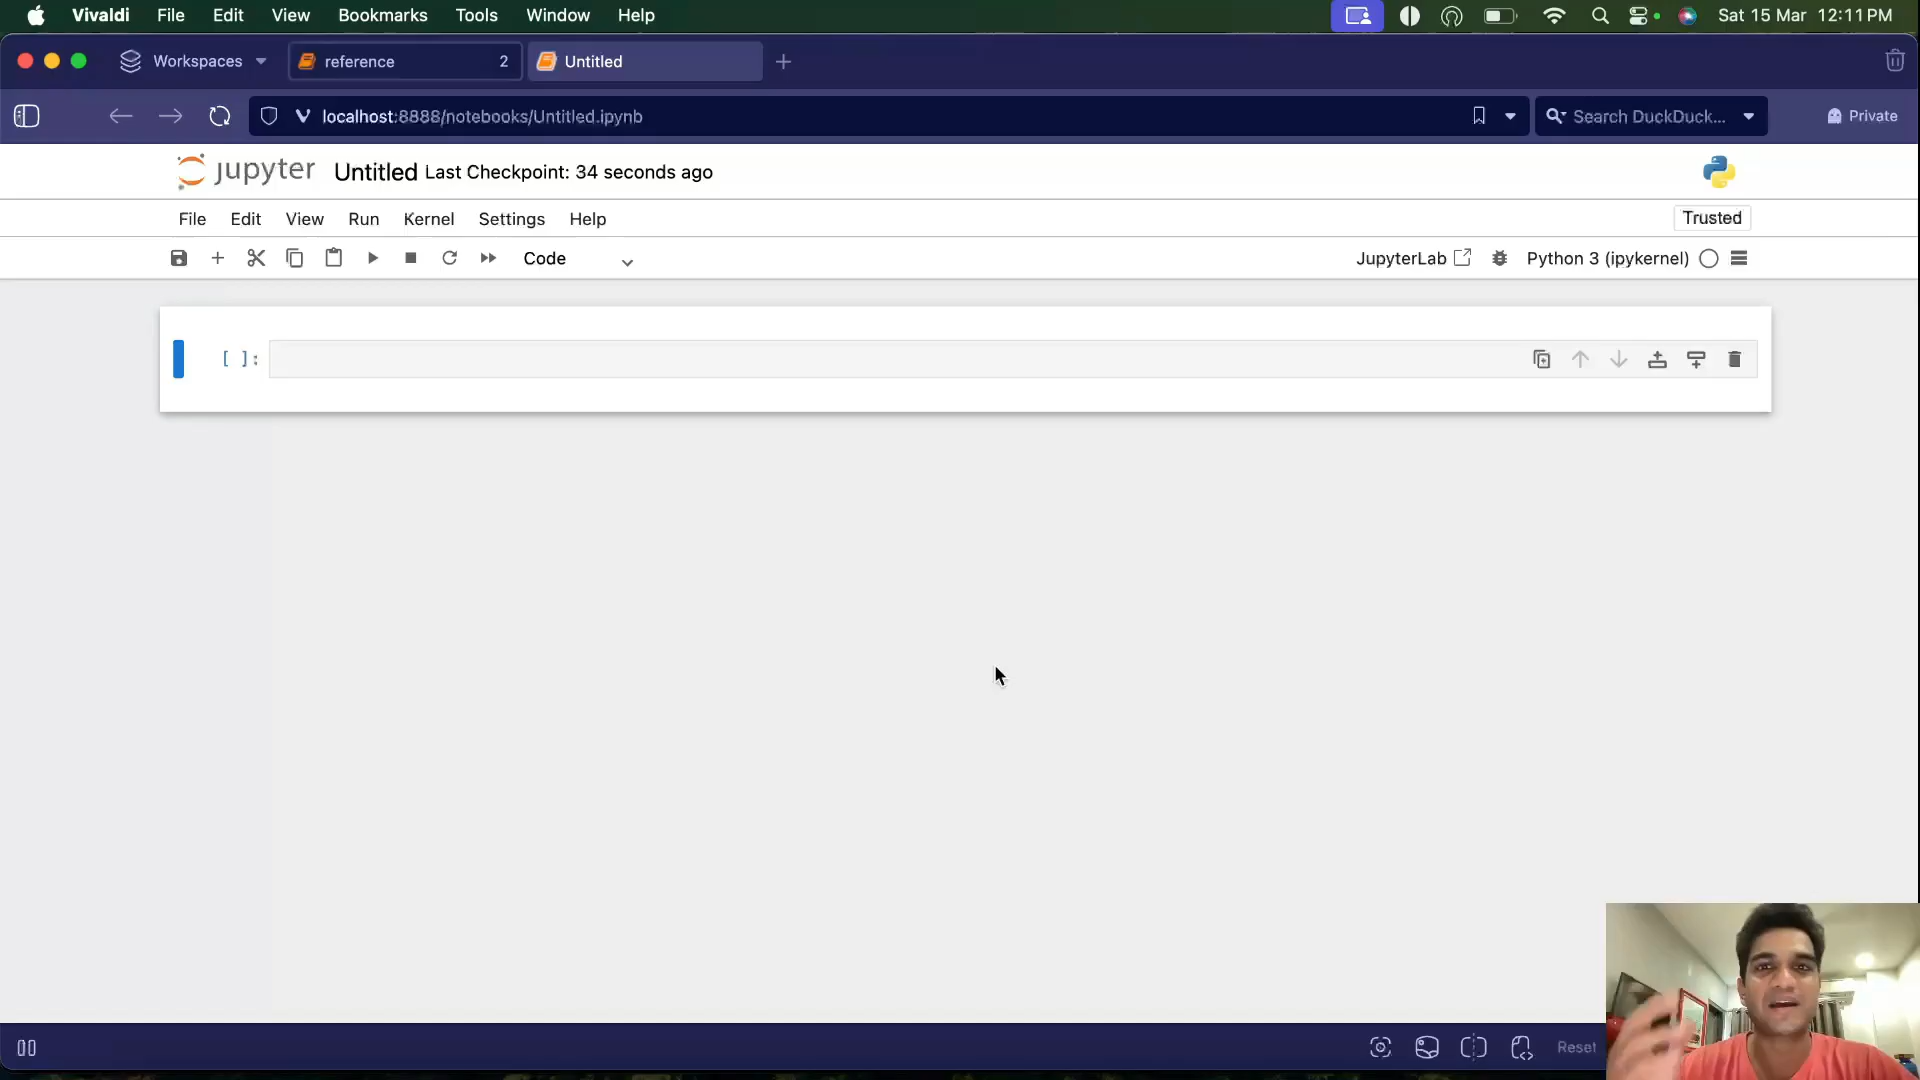 Vivaldi File Edit View Bookmarks Tools Window Help Sat 15 Mar 12:11 PM
Workspaces reference 2 Untitled
localhost:8888/notebooks/Untitled.ipynb Search DuckDuck... Private
jupyter Untitled Last Checkpoint: 34 seconds ago
File Edit View Run Kernel Settings Help Trusted
Code JupyterLab Python 3 (ipykernel)
[ ]:
Reset